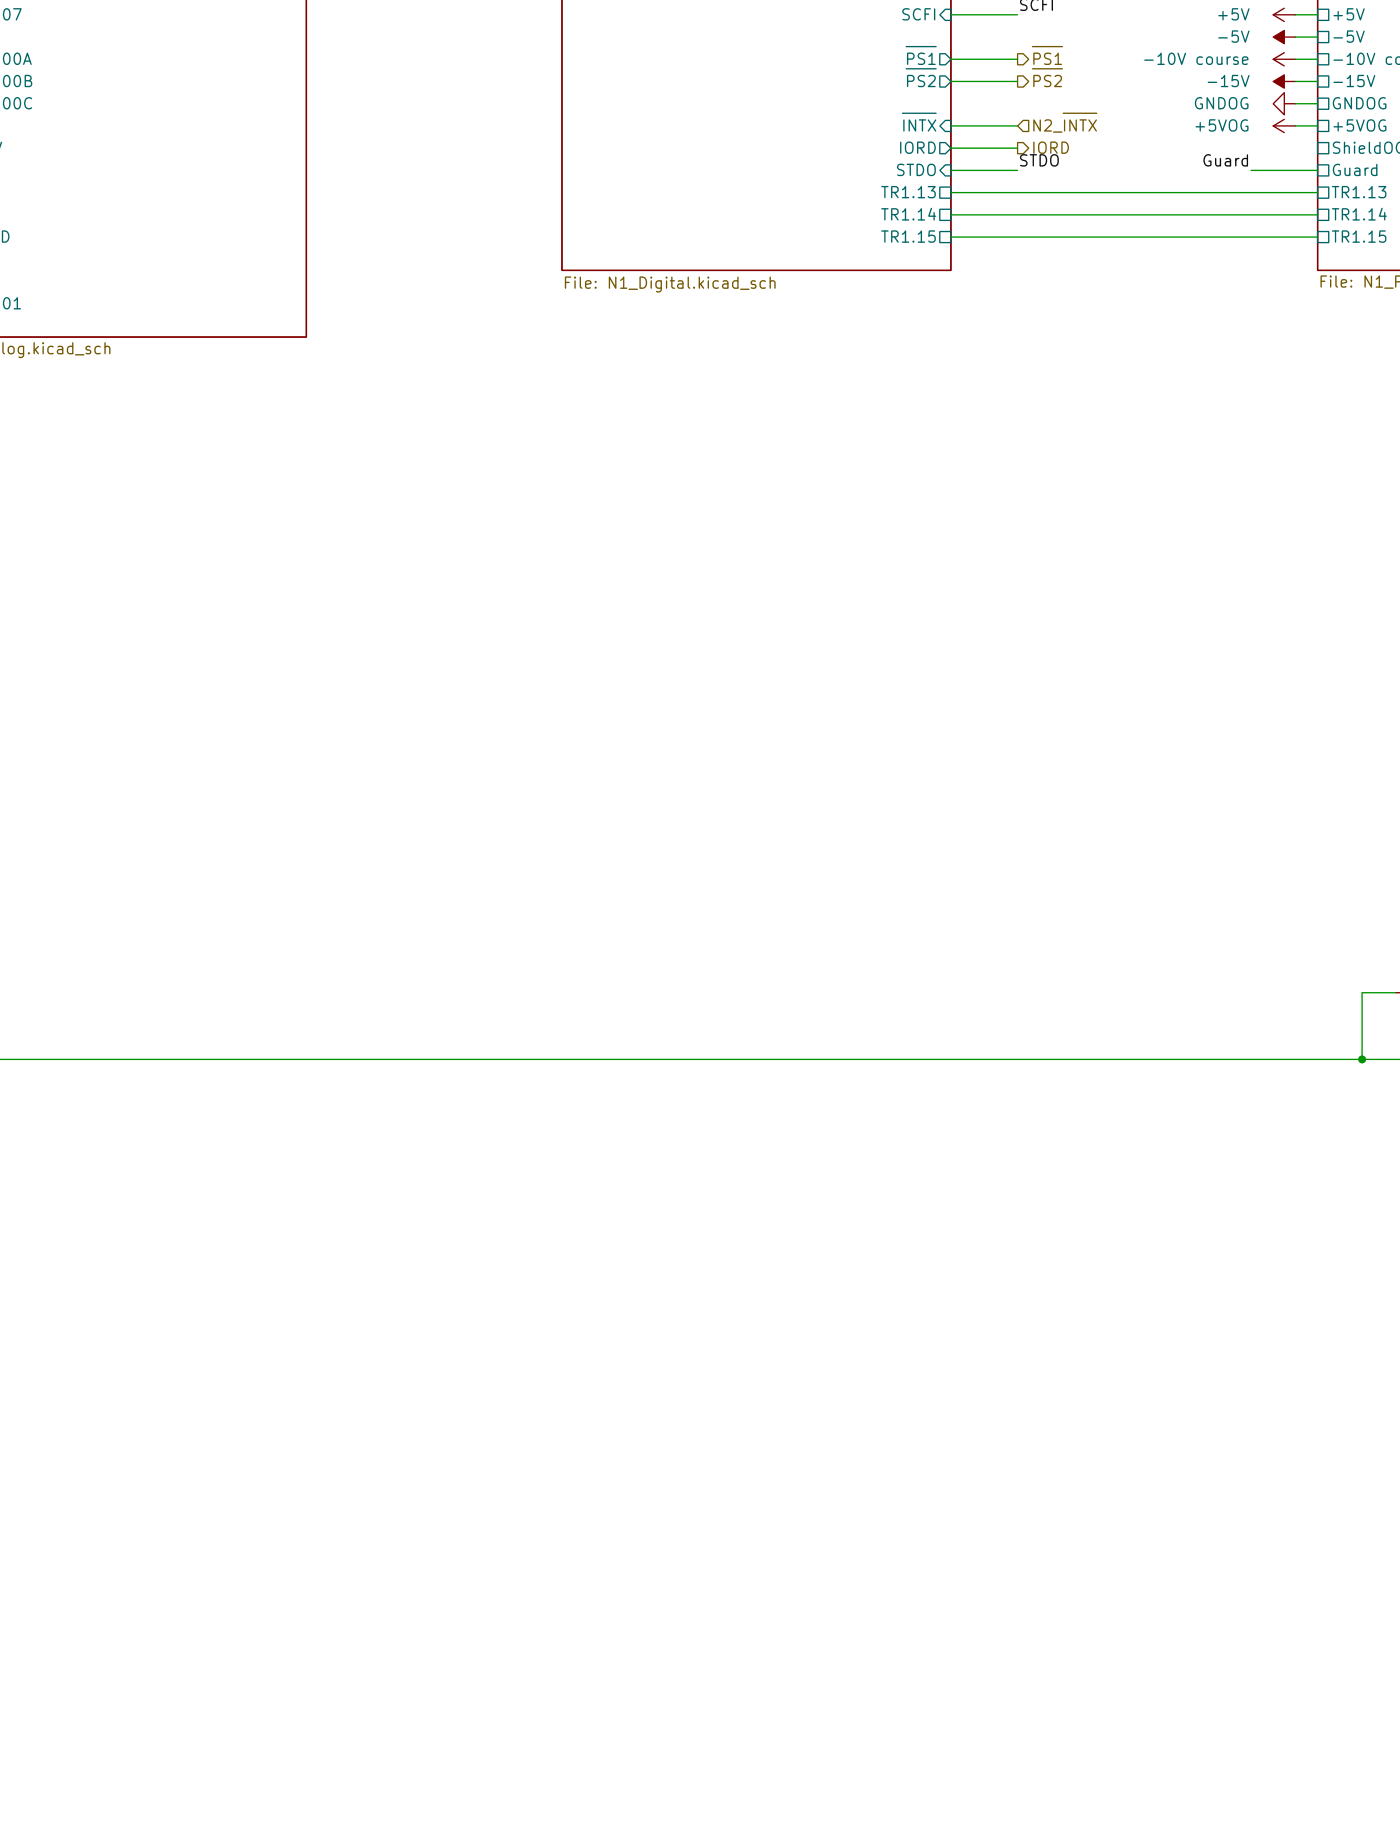 07
00A
00B
00C
D
01
log.kicad_sch
SCFI
PS1
PS2
INTX
IORD
STDO
TR1.13
TR1.14
TR1.15
File: N1_Digital.kicad_sch
SCFI
PS1
PS2
N2_INTX
IORD
STDO
+5V
-5V
-10V course
-15V
GNDOG
+5VOG
Guard
+5V
-5V
-10V co
-15V
GNDOG
+5VOG
ShieldOG
Guard
TR1.13
TR1.14
TR1.15
File: N1_P